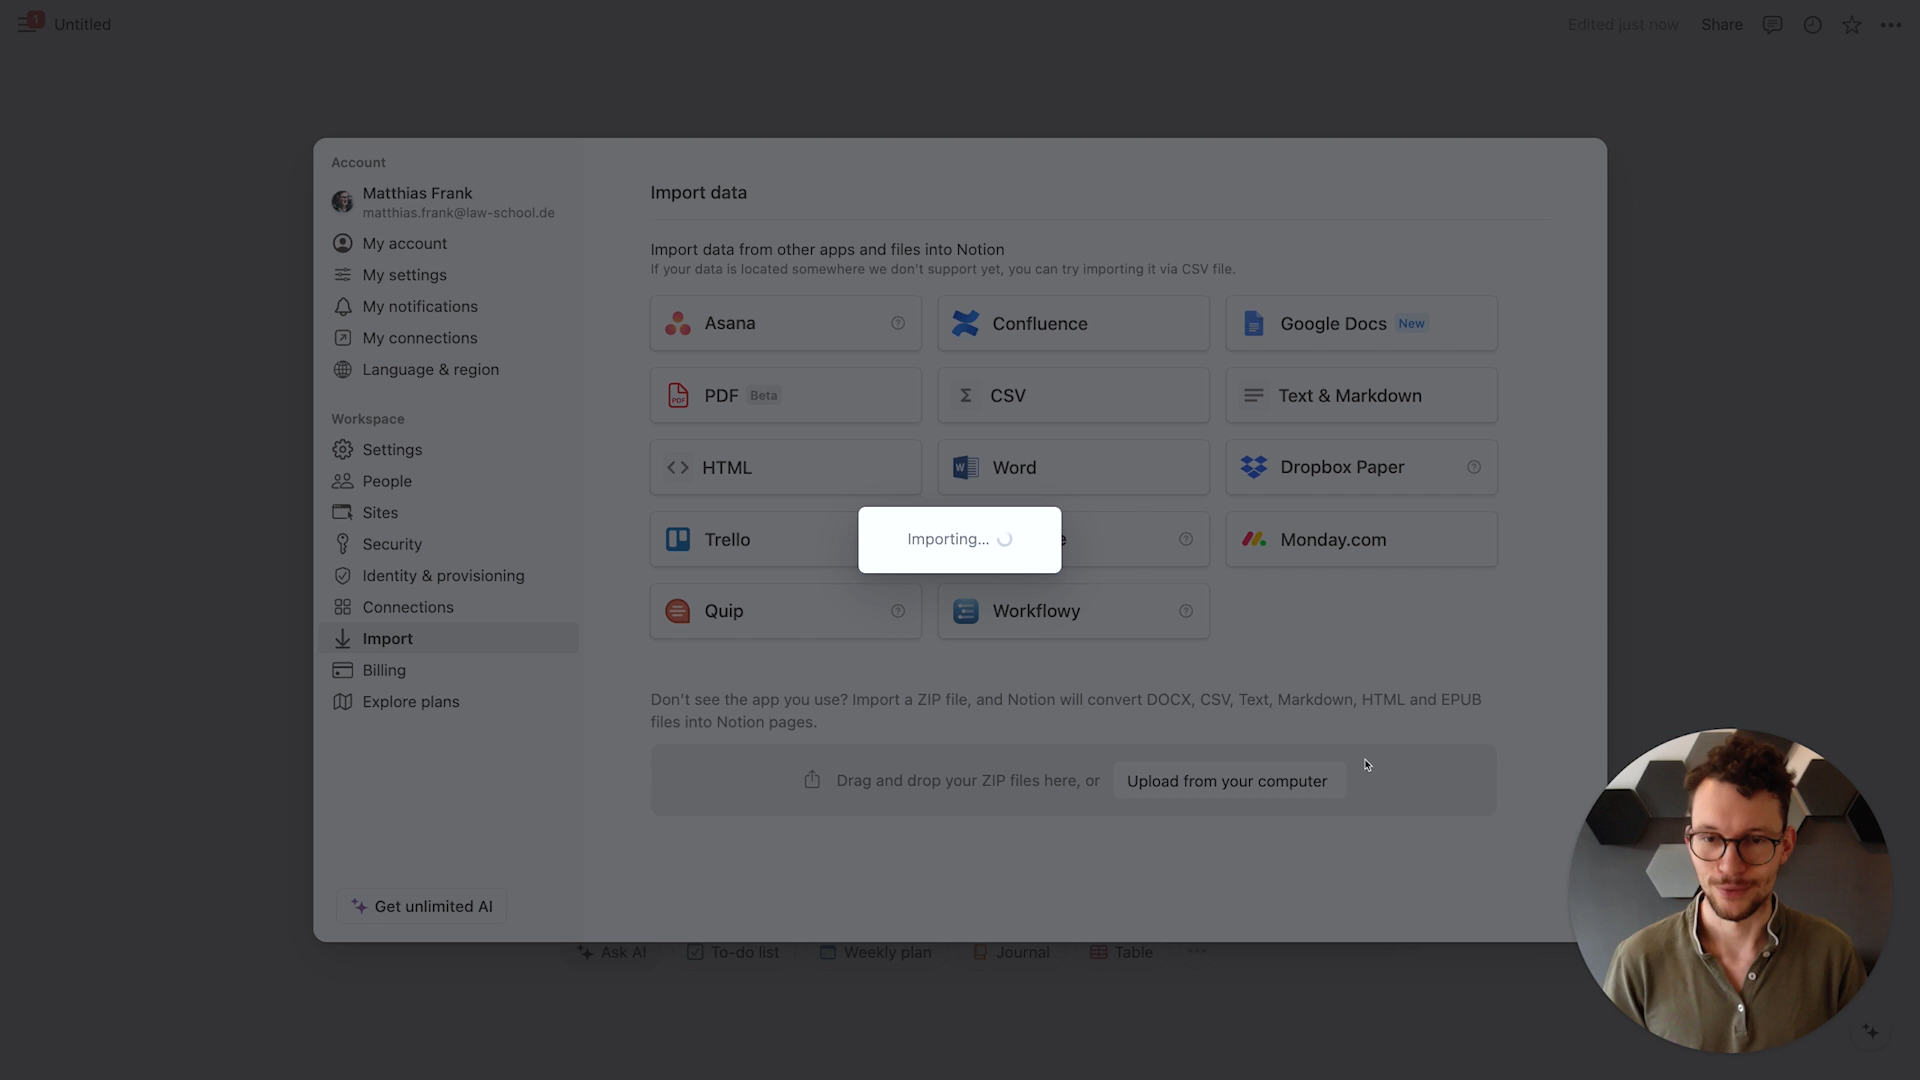 1
Untitled
Edited just now
Share
Account
Matthias Frank
matthias.frank@law-school.de
My account
My settings
My notifications
My connections
Language & region
Workspace
Settings
People
Sites
Security
Identity & provisioning
Connections
Import
Billing
Explore plans
Get unlimited AI
Import data
Import data from other apps and files into Notion
If your data is located somewhere we don't support yet, you can try importing it via CSV file.
Asana
Confluence
Google Docs New
PDF Beta
CSV
Text & Markdown
HTML
Word
Dropbox Paper
Trello
Importing...
Monday.com
Quip
Workflowy
Don't see the app you use? Import a ZIP file, and Notion will convert DOCX, CSV, Text, Markdown, HTML and EPUB
files into Notion pages.
Drag and drop your ZIP files here, or
Upload from your computer
Ask AI
To-do list
Weekly plan
Journal
Table